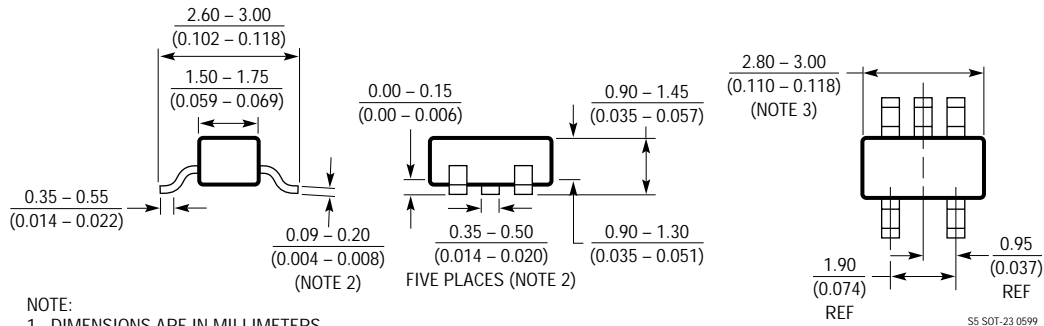 2.60 – 3.00
(0.102 – 0.118)
1.50 – 1.75
(0.059 – 0.069)
0.35 – 0.55
(0.014 – 0.022)
0.09 – 0.20
(0.004 – 0.008)
(NOTE 2)
0.00 – 0.15
(0.00 – 0.006)
0.90 – 1.45
(0.035 – 0.057)
0.35 – 0.50
(0.014 – 0.020)
FIVE PLACES (NOTE 2)
0.90 – 1.30
(0.035 – 0.051)
2.80 – 3.00
(0.110 – 0.118)
(NOTE 3)
1.90
(0.074)
REF
0.95
(0.037)
REF
NOTE:
1. DIMENSIONS ARE IN MILLIMETERS
S5 SOT-23 0599